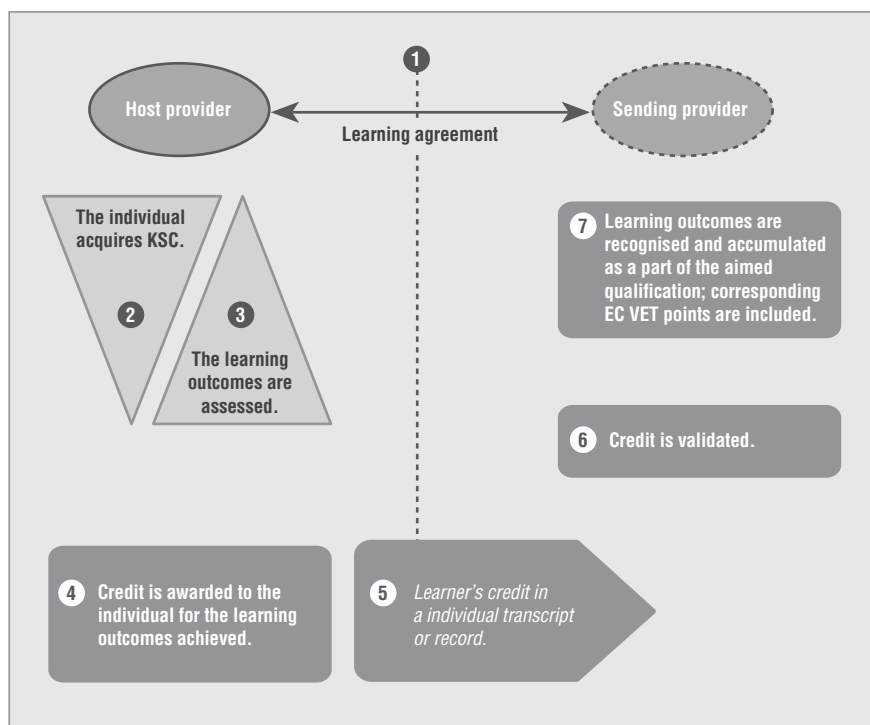 1
Host provider
Sending provider
Learning agreement
The individual
acquires KSC.
2
3
The learning
outcomes are
assessed.
7 Learning outcomes are
recognised and accumulated
as a part of the aimed
qualification; corresponding
EC VET points are included.
6 Credit is validated.
4 Credit is awarded to the
individual for the learning
outcomes achieved.
5 Learner's credit in
a individual transcript
or record.